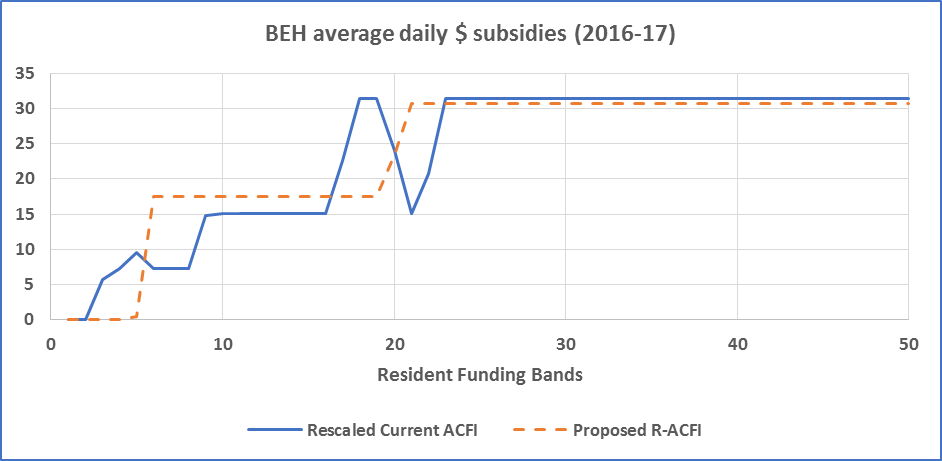 BEH average daily $ subsidies (2016-17)
35
30
25
20
15
10
5
0
0 10 20 30 40 50
Resident Funding Bands
Rescaled Current ACFI Proposed R-ACFI